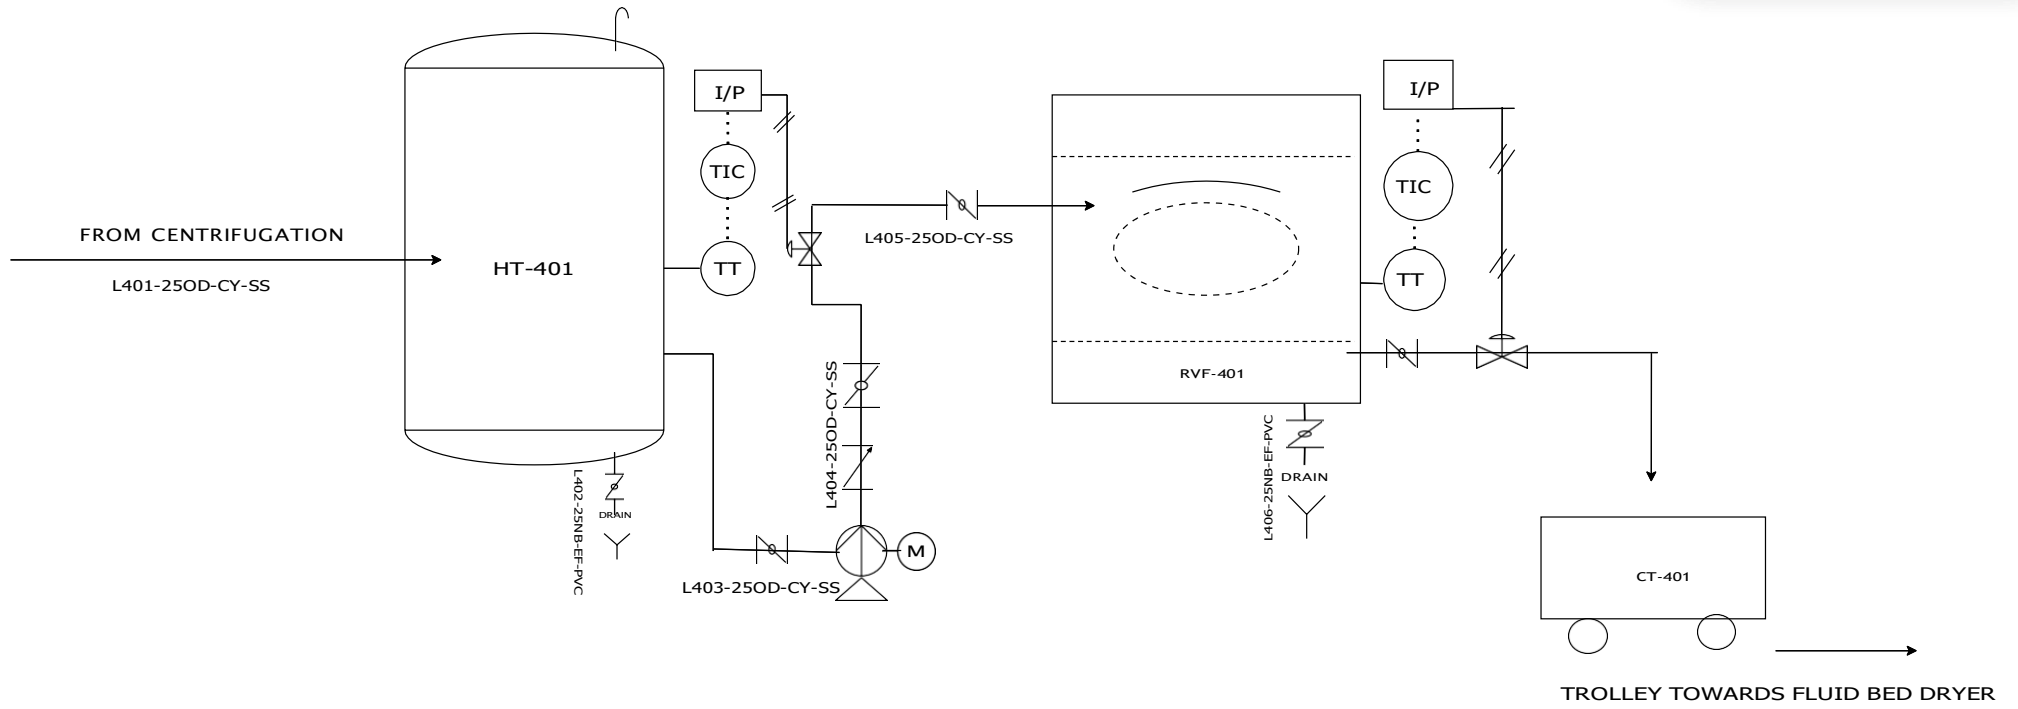 FROM CENTRIFUGATION
L401-25OD-CY-SS
HT-401
I/P
TIC
TT
L402-25NB-EF-PVC
DRAIN
L403-25OD-CY-SS
M
L404-25OD-CY-SS
L405-25OD-CY-SS
RVF-401
I/P
TIC
TT
L406-25NB-EF-PVC
DRAIN
CT-401
TROLLEY TOWARDS FLUID BED DRYER